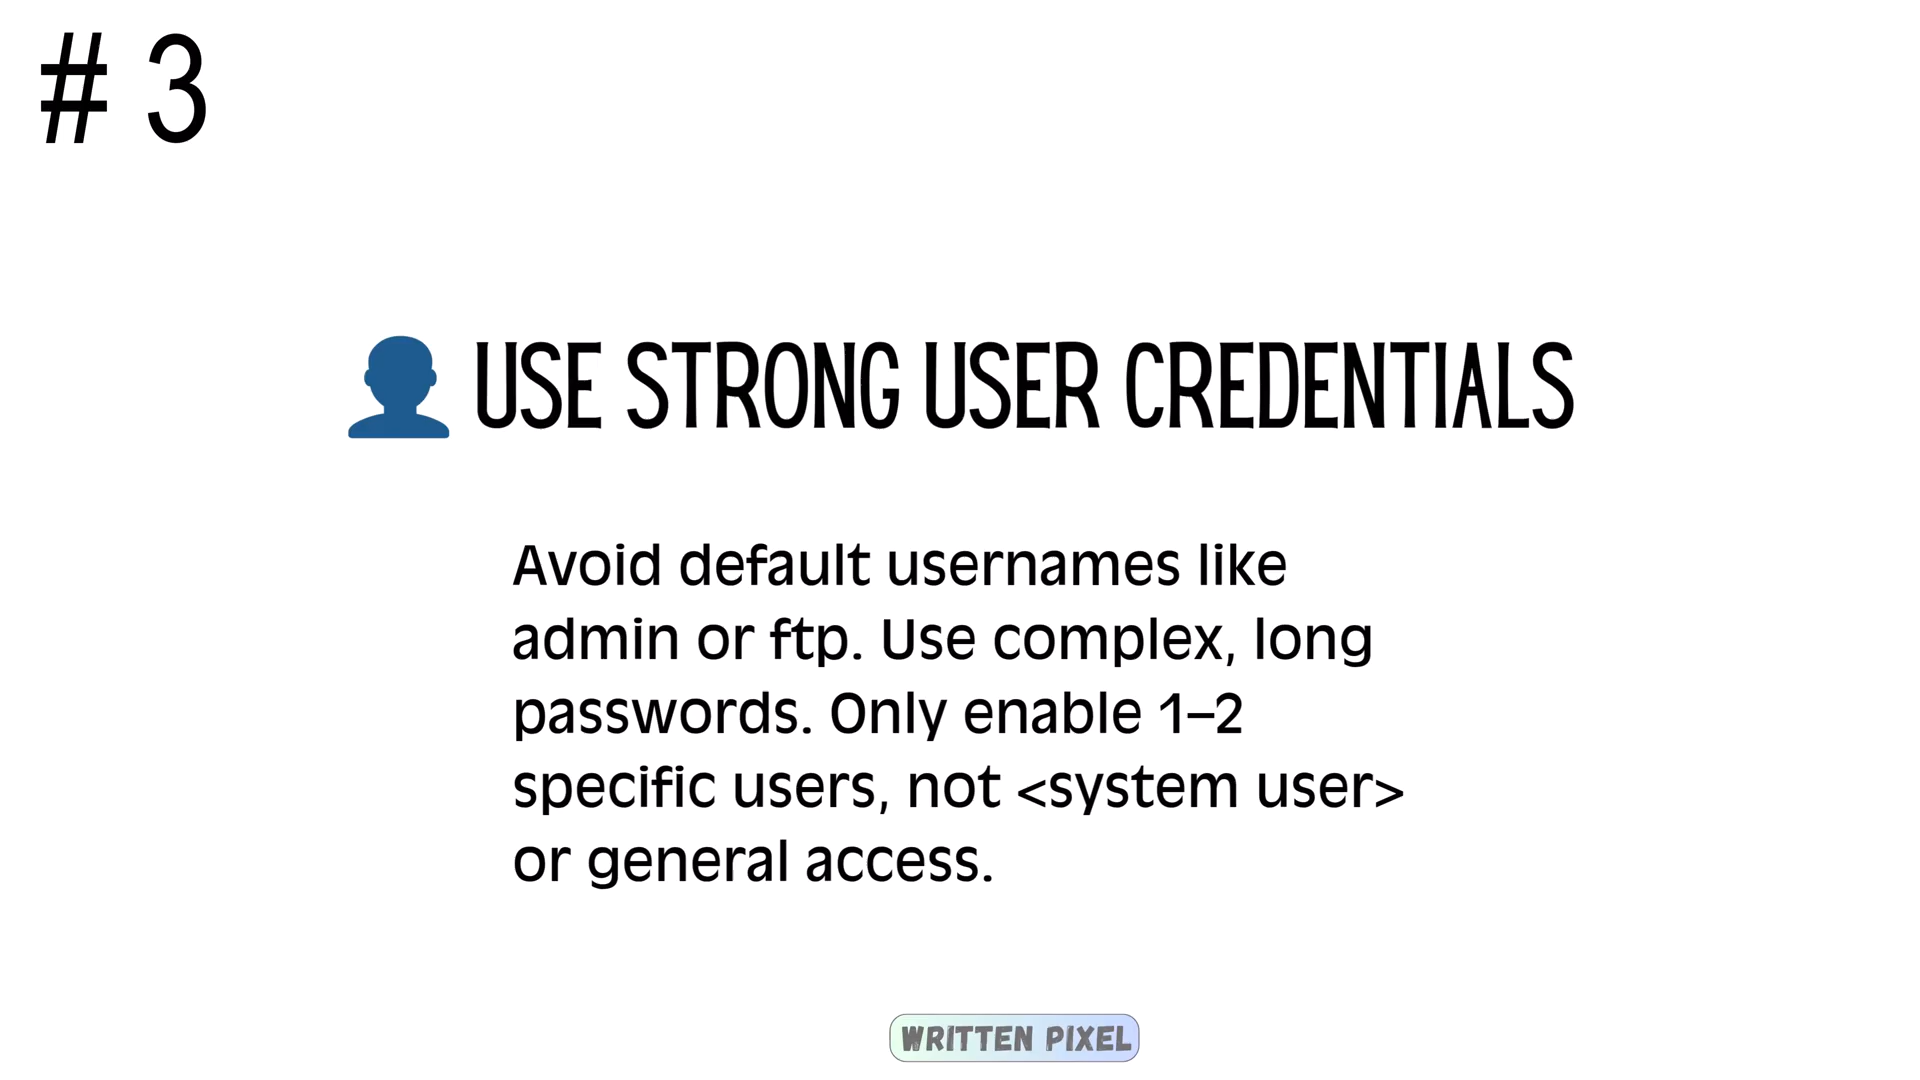 # 3
USE STRONG USER CREDENTIALS
Avoid default usernames like
admin or ftp. Use complex, long
passwords. Only enable 1–2
specific users, not <system user>
or general access.
WRITTEN PIXEL